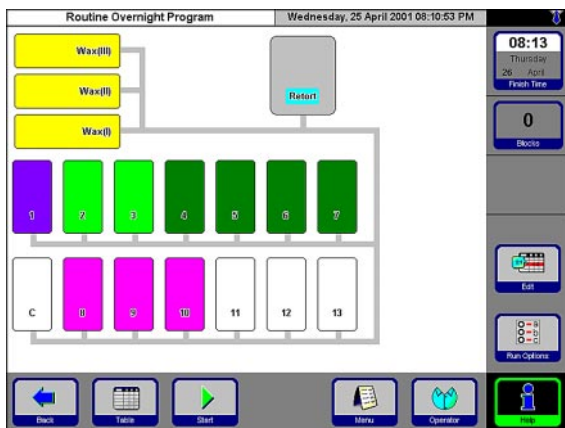 Routine Overnight Program
Wednesday, 25 April 2001 08:10:53 PM
Wax(III)
Wax(II)
Wax(I)
Retort
08:13
Thursday
26 April
Finish Time
0
Blocks
1
2
3
4
5
6
7
C
8
9
10
11
12
13
Edit
Run Options
Back
Table
Start
Menu
Operator
Help